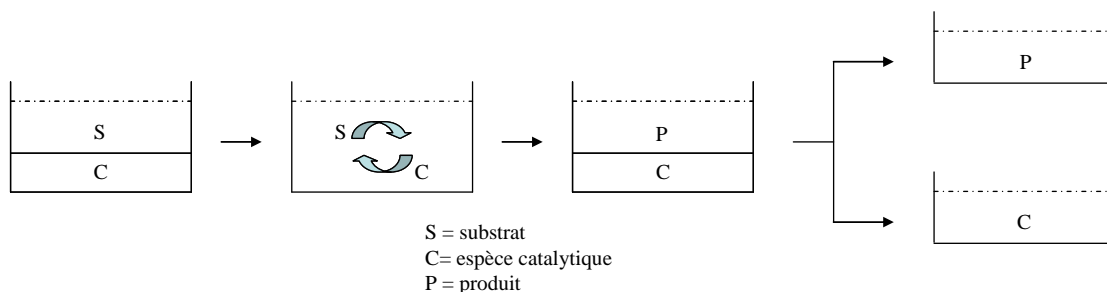 S
C
S
C
P
C
P
C
S = substrat
C= espèce catalytique
P = produit